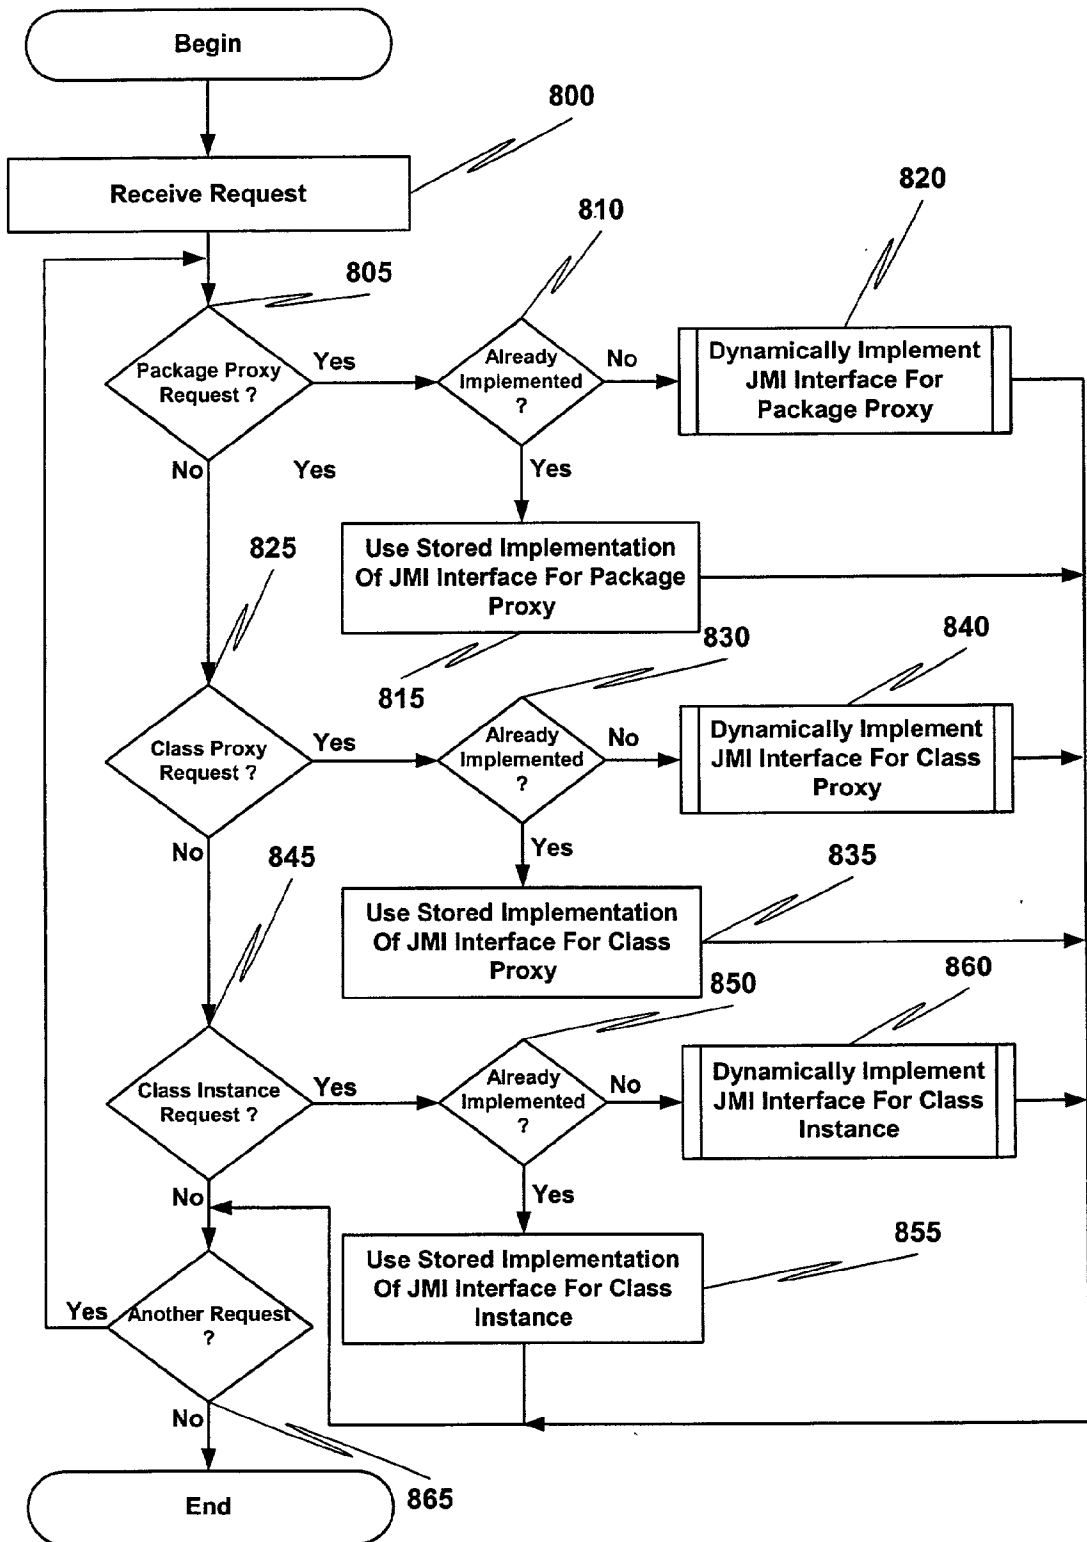 Begin
800
Receive Request
820
810
805
Package Proxy
Request ?
Yes
Already
Implemented
?
No
Dynamically Implement
JMI Interface For
Package Proxy
No
Yes
Yes
Use Stored Implementation
Of JMI Interface For Package
Proxy
825
815
830
840
Class Proxy
Request ?
Yes
Already
Implemented
?
No
Dynamically Implement
JMI Interface For Class
Proxy
No
Yes
845
835
Use Stored Implementation
Of JMI Interface For Class
Proxy
850
860
Class Instance
Request ?
Yes
Already
Implemented
?
No
Dynamically Implement
JMI Interface For Class
Instance
No
Yes
855
Use Stored Implementation
Of JMI Interface For Class
Instance
Yes
Another Request
?
No
865
End